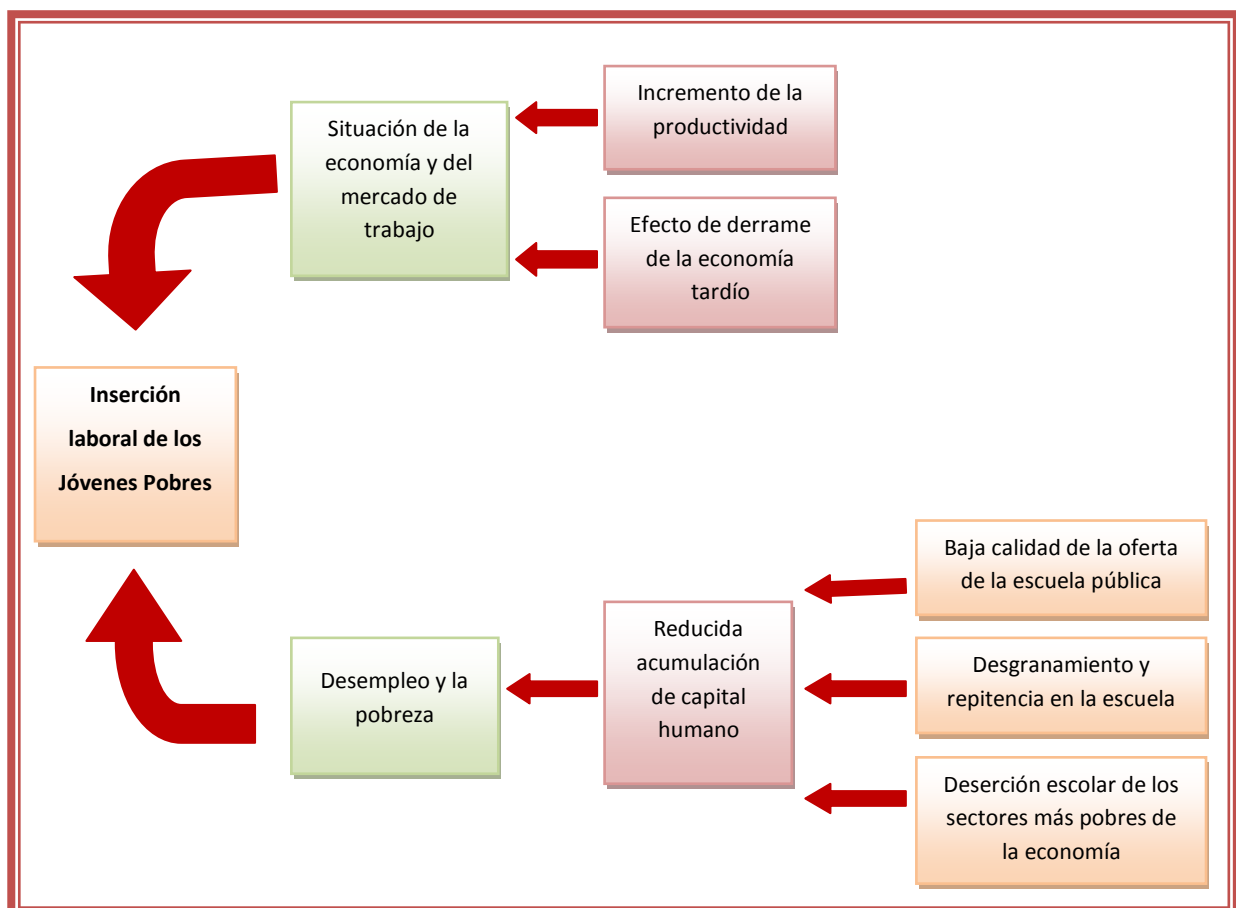 Incremento de la
productividad
Situación de la
economía y del
mercado de
trabajo
Efecto de derrame
de la economía
tardío
Inserción
laboral de los
Jóvenes Pobres
Baja calidad de la oferta
de la escuela pública
Reducida
acumulación
de capital
humano
Desempleo y la
pobreza
Desgranamiento y
repitencia en la escuela
Deserción escolar de los
sectores más pobres de
la economía